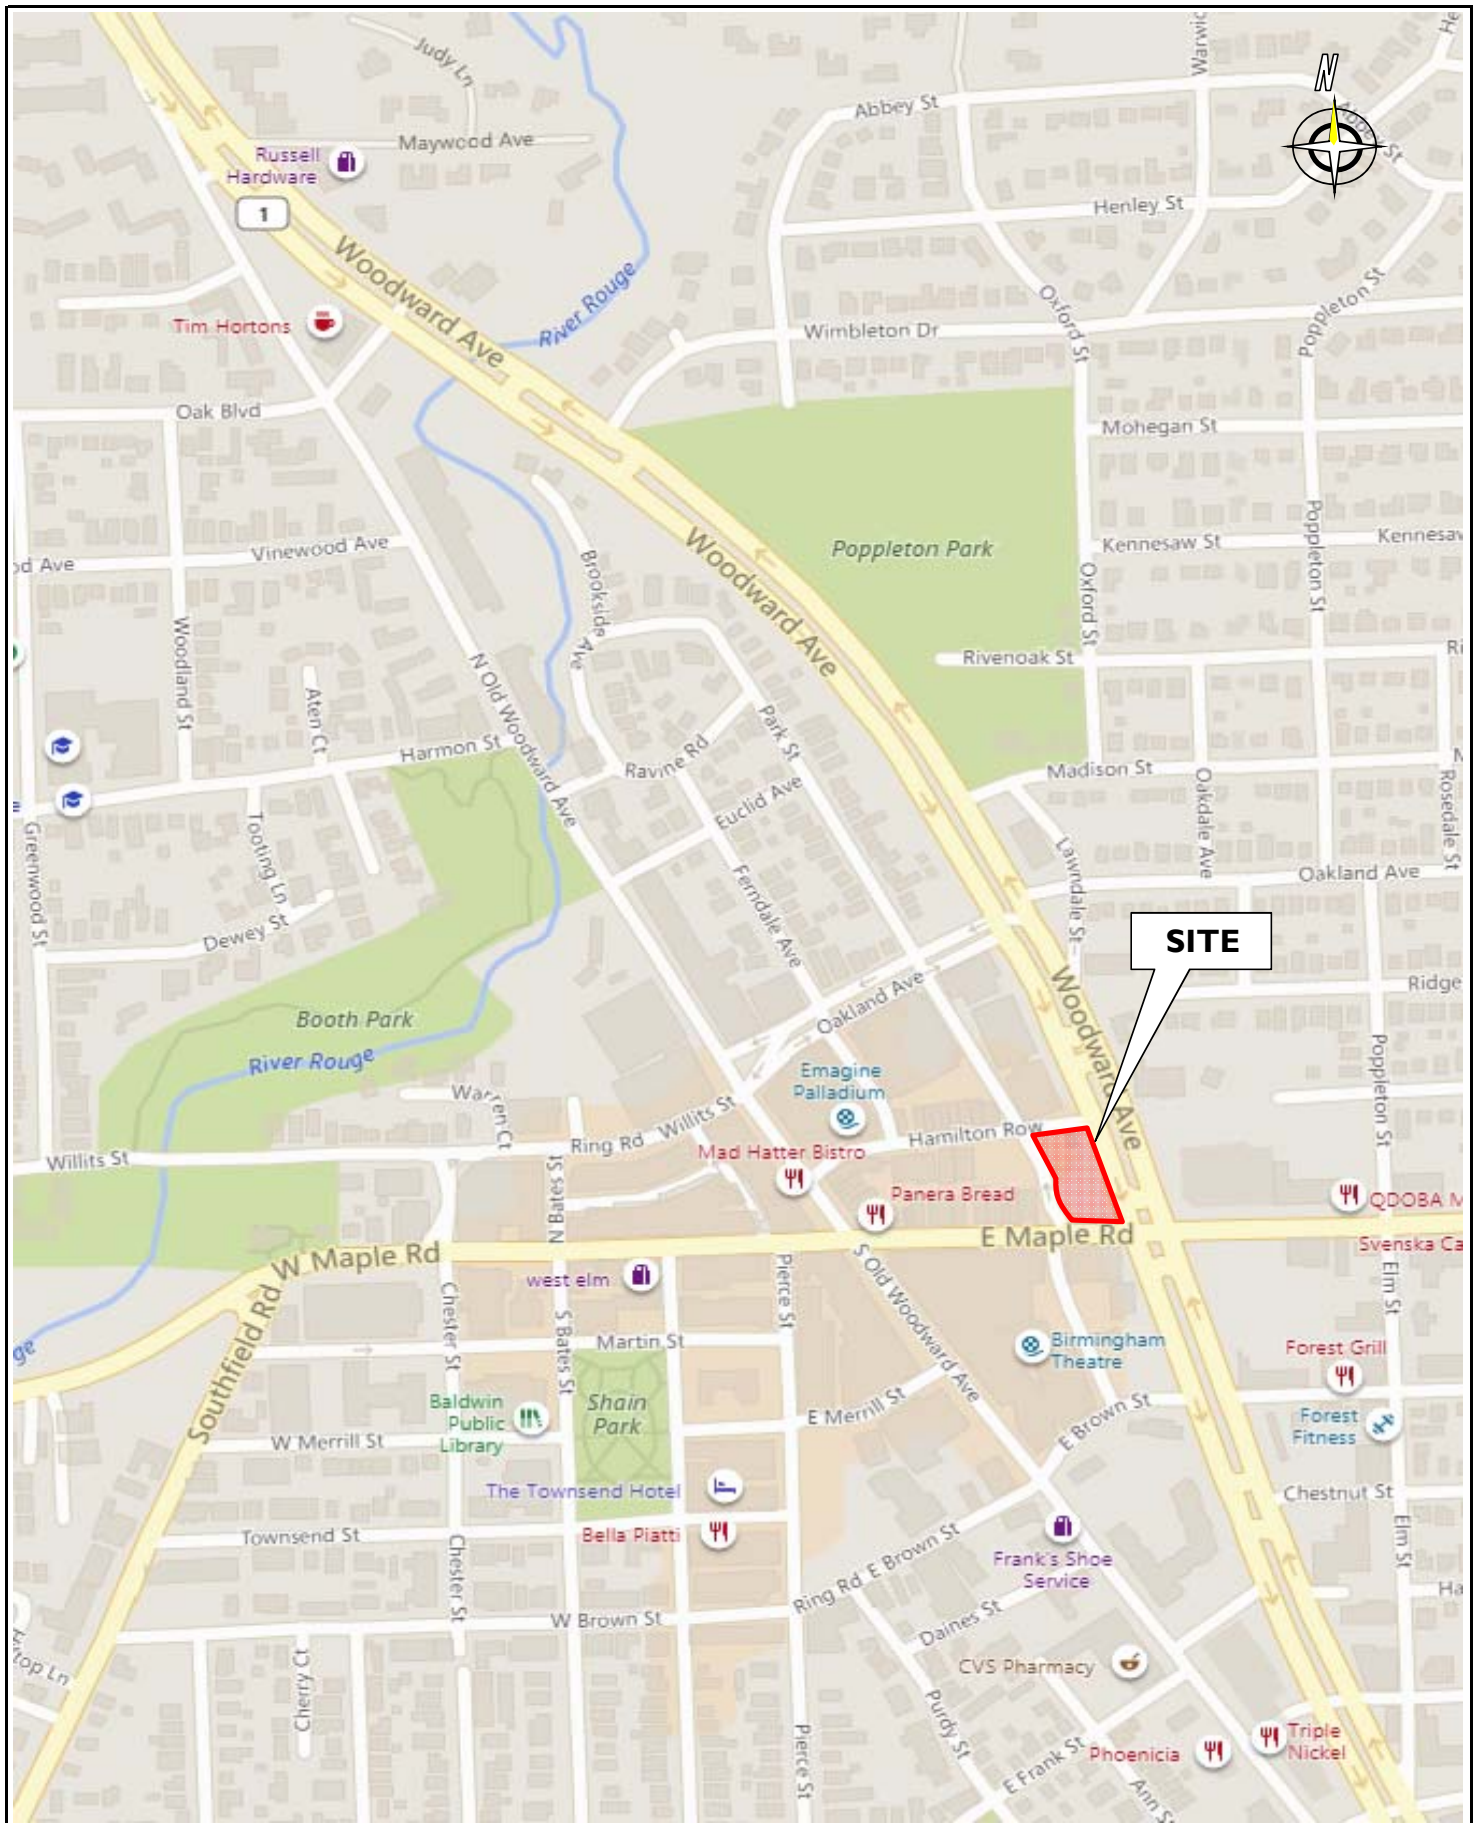 Judy Ln
Abbey St
N
Abbey St
Maywood Ave
Russell
Hardware
1
Henley St
Woodward Ave
River Rouge
Oxford St
Poppleton St
Tim Hortons
Wimbleton Dr
Oak Blvd
Mohegan St
Woodward Ave
Poppleton Park
Poppleton St
Kennesaw St
Vinewood Ave
Brookside Ave
Oxford St
Woodland St
Rivenoak St
N Old Woodward Ave
Aten Ct
Park St
Harmon St
Ravine Rd
Madison St
Oakdale Ave
Rosedale St
Euclid Ave
Tooting Ln
Greenwood St
Lawndale St
Ferndale Ave
Oakland Ave
Dewey St
SITE
Woodward Ave
Oakland Ave
Ridge
Booth Park
River Rouge
Poppleton St
Emagine
Palladium
Warren Ct
Ring Rd
Willits St
Hamilton Row
Willits St
Mad Hatter Bistro
N Bates St
Panera Bread
QDOBA M
E Maple Rd
Svenska Ca
W Maple Rd
west elm
Pierce St
S Old Woodward Ave
Elm St
Chester St
S Bates St
Martin St
Birmingham
Theatre
Forest Grill
Southfield Rd
Baldwin
Public
Library
Shain
Park
E Merrill St
E Brown St
Forest
Fitness
W Merrill St
The Townsend Hotel
Chestnut St
Townsend St
Bella Piatti
Chester St
Elm St
Frank's Shoe
Service
Ring Rd
E Brown St
W Brown St
Daines St
CVS Pharmacy
Cherry Ct
Purdy St
Pierce St
E Frank St
Phoenicia
Triple
Nickel
Ann St